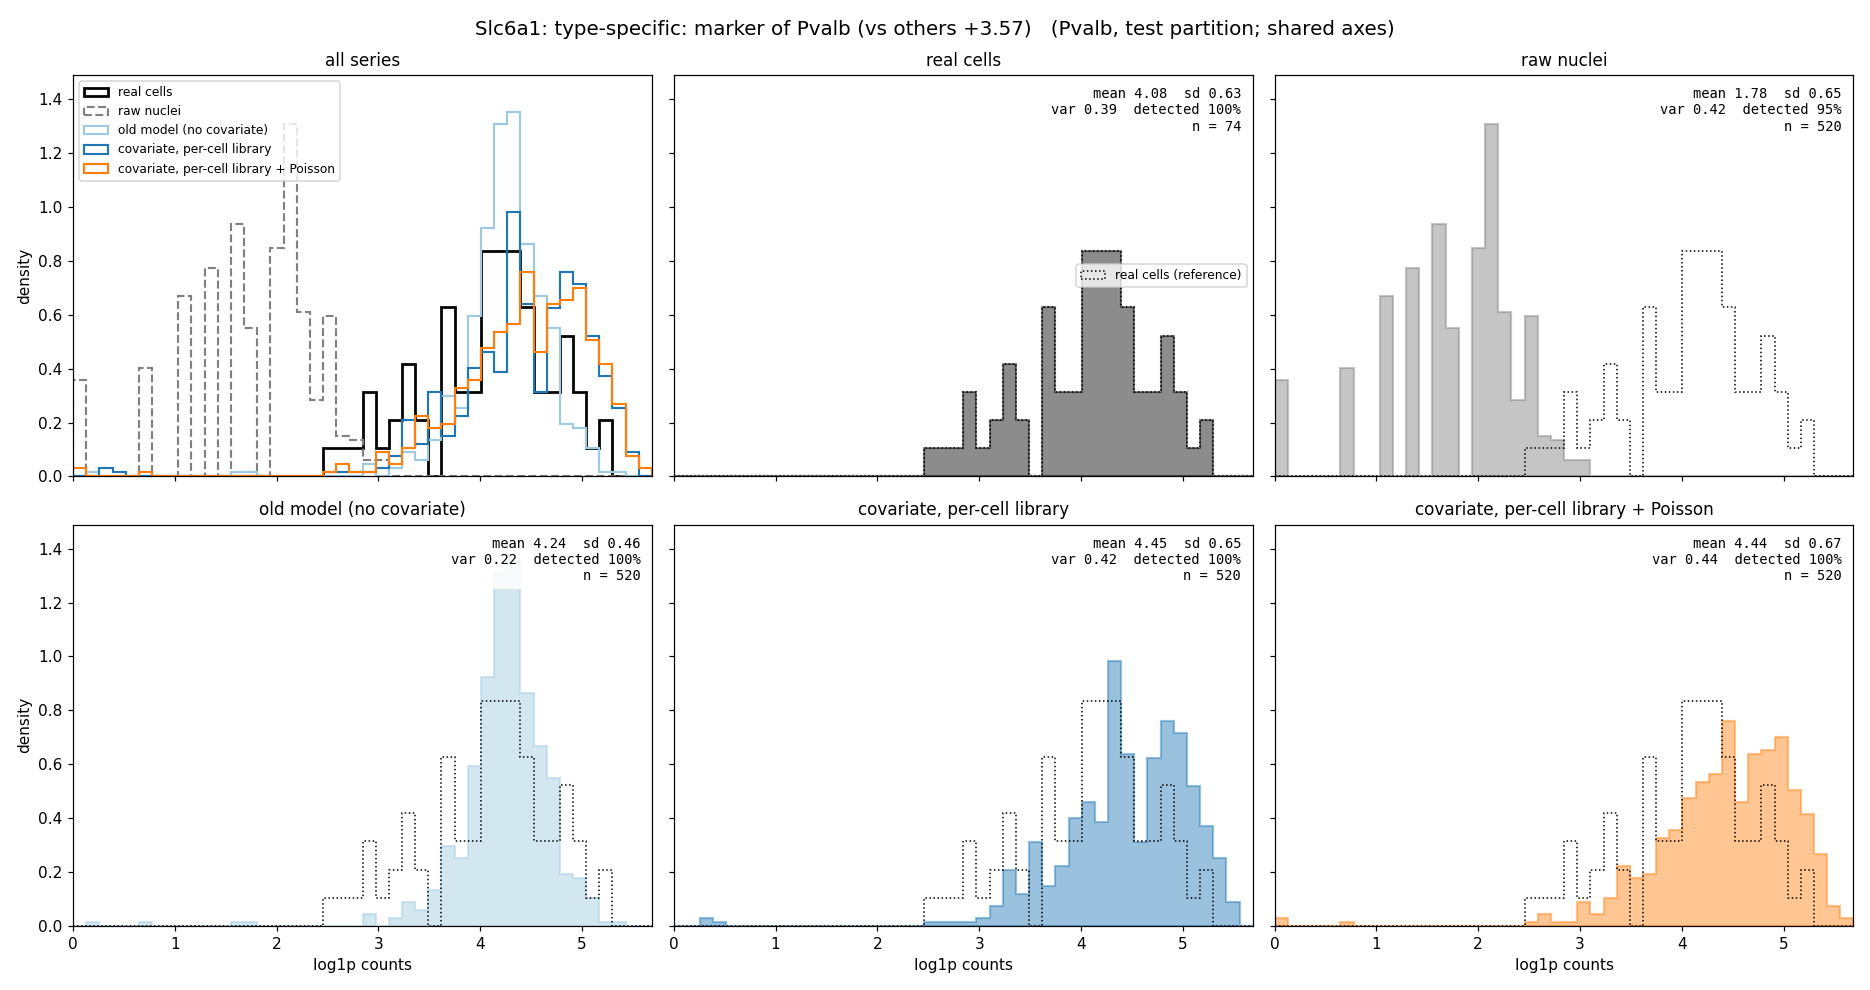 Slc6a1: type-specific: marker of Pvalb (vs others +3.57)   (Pvalb, test partition; shared axes)
all series
real cells
raw nuclei
old model (no covariate)
covariate, per-cell library
covariate, per-cell library + Poisson
density
1.4
1.2
1.0
0.8
0.6
0.4
0.2
0.0
real cells
mean 4.08  sd 0.63
var 0.39  detected 100%
n = 74
real cells (reference)
raw nuclei
mean 1.78  sd 0.65
var 0.42  detected 95%
n = 520
old model (no covariate)
mean 4.24  sd 0.46
var 0.22  detected 100%
n = 520
density
1.4
1.2
1.0
0.8
0.6
0.4
0.2
0.0
0 1 2 3 4 5
log1p counts
covariate, per-cell library
mean 4.45  sd 0.65
var 0.42  detected 100%
n = 520
0 1 2 3 4 5
log1p counts
covariate, per-cell library + Poisson
mean 4.44  sd 0.67
var 0.44  detected 100%
n = 520
0 1 2 3 4 5
log1p counts